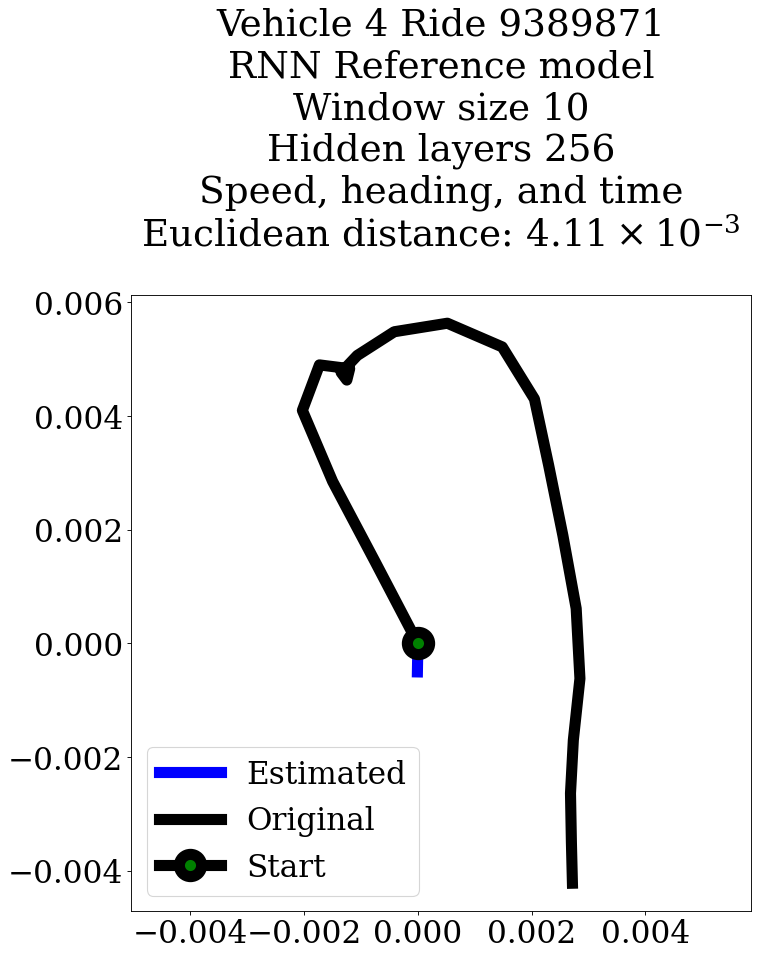 Vehicle 4 Ride 9389871
RNN Reference model
Window size 10
Hidden layers 256
Speed, heading, and time
Euclidean distance: 4.11 × 10⁻³
0.006
0.004
0.002
0.000
−0.002
−0.004
Estimated
Original
Start
−0.004 −0.002 0.000 0.002 0.004